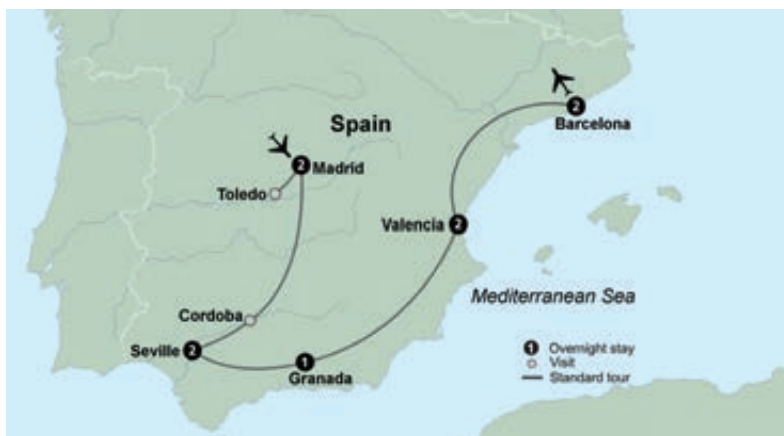 2
Barcelona
Spain
2 Madrid
Toledo
Valencia 2
Mediterranean Sea
Cordoba
Seville 2
1
Granada
1 Overnight stay
Visit
Standard tour